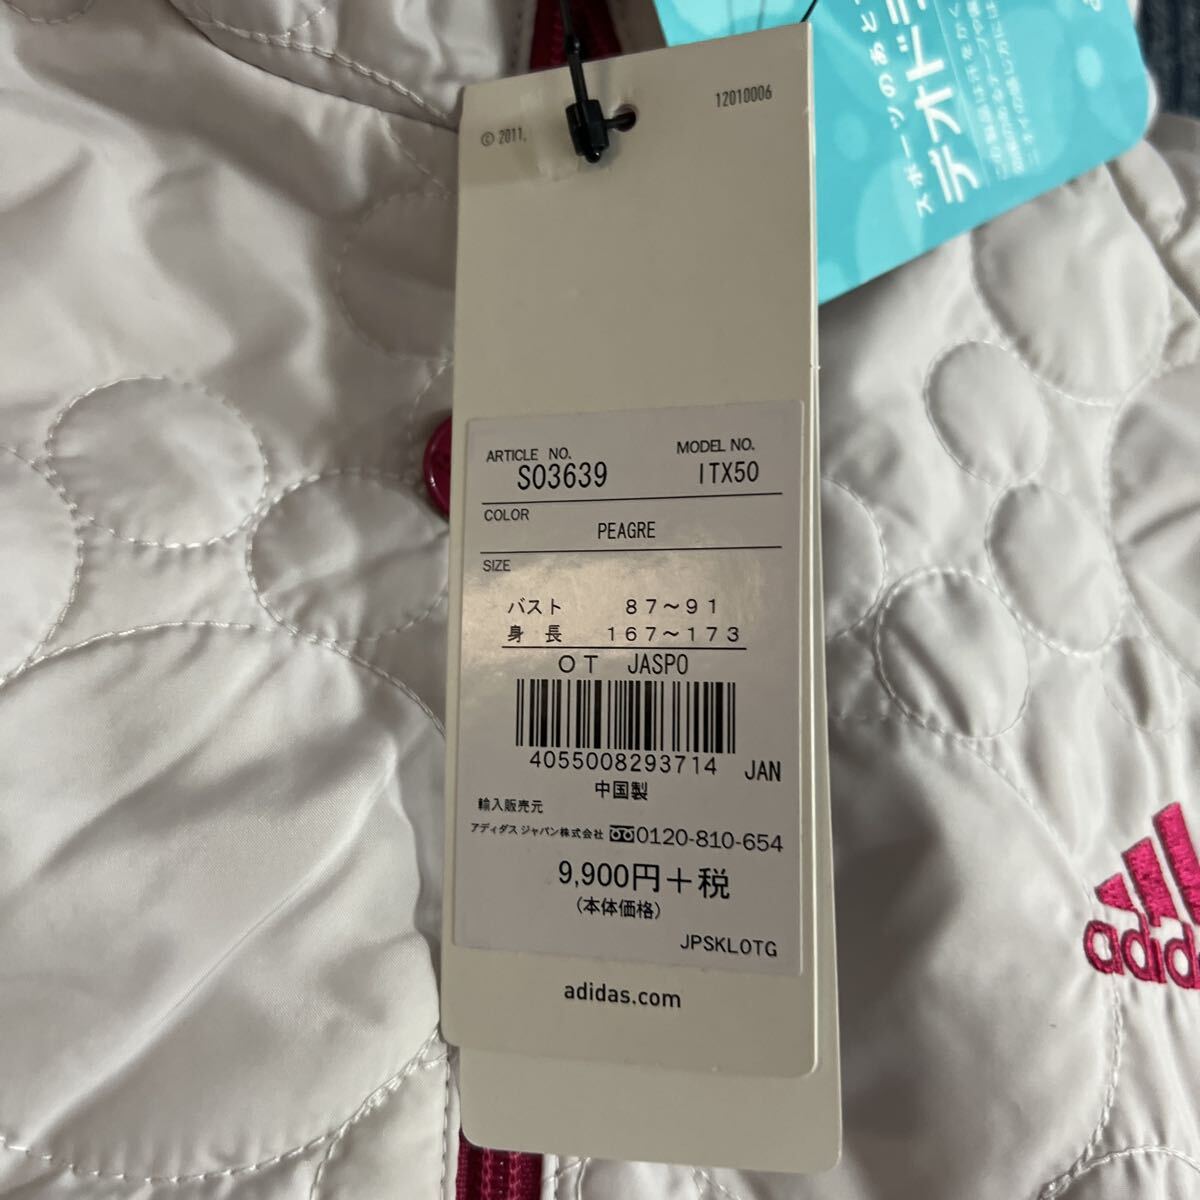 © 2011,
12010006
スポーツのあと
デオドラ
ARTICLE NO.
MODEL NO.
S03639
ITX50
COLOR
PEAGRE
SIZE
バスト 87～91
身長 167～173
OT JASPO
4055008293714 JAN
中国製
輸入販売元
アディダス ジャパン株式会社 0120-810-654
9,900円＋税
(本体価格)
JPSKLOTG
adidas.com
adidas